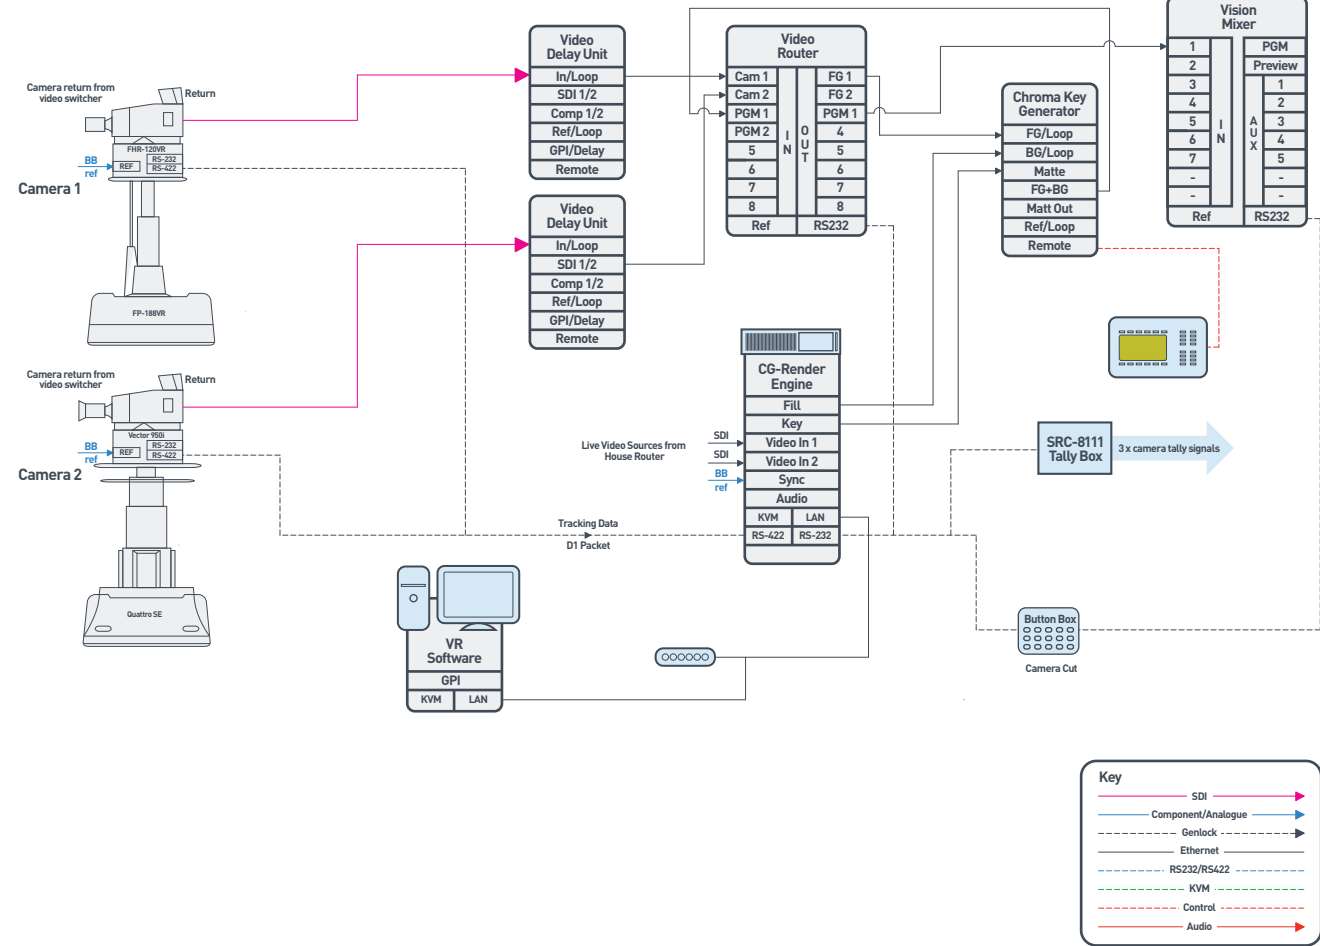 Camera return from
video switcher
Return
FHR-120VR
REF
RS-232
RS-422
BB
ref
Camera 1
FP-188VR
Camera return from
video switcher
Return
Vector 950i
REF
RS-232
RS-422
BB
ref
Camera 2
Quattro SE
Video
Delay Unit
In/Loop
SDI 1/2
Comp 1/2
Ref/Loop
GPI/Delay
Remote
Video
Delay Unit
In/Loop
SDI 1/2
Comp 1/2
Ref/Loop
GPI/Delay
Remote
Video
Router
Cam 1
Cam 2
PGM 1
PGM 2
5
6
7
8
IN
OUT
FG 1
FG 2
PGM 1
4
5
6
7
8
Ref
RS232
Chroma Key
Generator
FG/Loop
BG/Loop
Matte
FG+BG
Matt Out
Ref/Loop
Remote
Vision
Mixer
1
2
3
4
5
6
7
-
-
IN
PGM
Preview
AUX
1
2
3
4
5
-
-
Ref
RS232
CG-Render
Engine
Fill
Key
Video In 1
Video In 2
Sync
Audio
KVM
LAN
RS-422
RS-232
Live Video Sources from
House Router
SDI
SDI
BB
ref
Tracking Data
D1 Packet
VR
Software
GPI
KVM
LAN
SRC-8111
Tally Box
3 x camera tally signals
Button Box
Camera Cut
Key
SDI
Component/Analogue
Genlock
Ethernet
RS232/RS422
KVM
Control
Audio